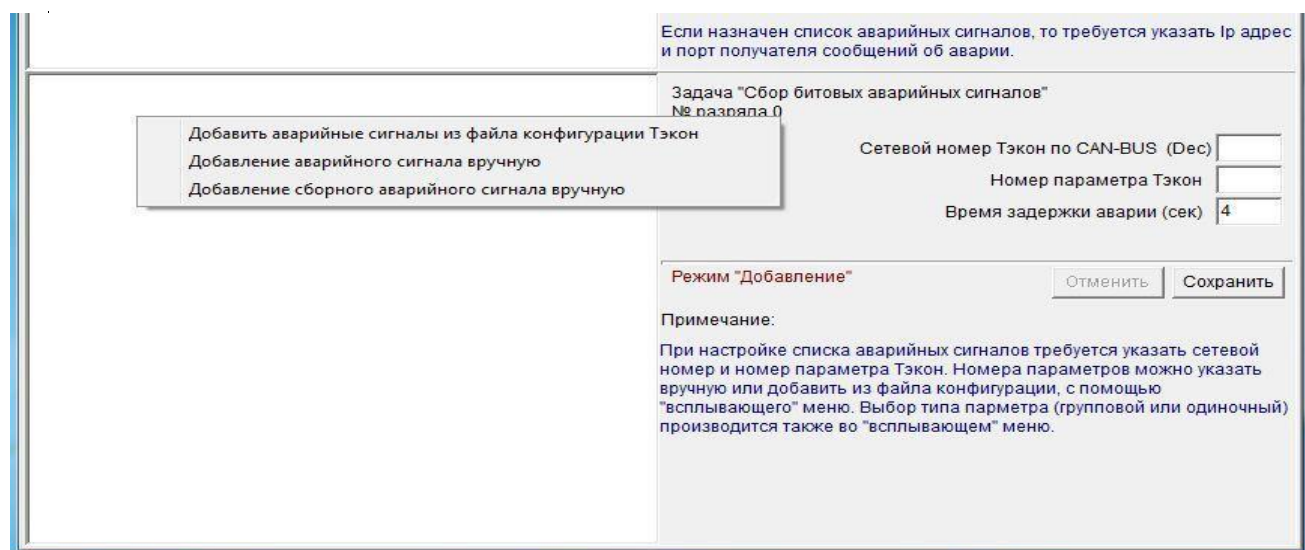 Если назначен список аварийных сигналов, то требуется указать Ip адрес
и порт получателя сообщений об аварии.
Задача "Сбор битовых аварийных сигналов"
№ разряда 0
Добавить аварийные сигналы из файла конфигурации Тэкон
Добавление аварийного сигнала вручную
Добавление сборного аварийного сигнала вручную
Сетевой номер Тэкон по CAN-BUS (Dec)
Номер параметра Тэкон
Время задержки аварии (сек) 4
Режим "Добавление"
Отменить Сохранить
Примечание:
При настройке списка аварийных сигналов требуется указать сетевой
номер и номер параметра Тэкон. Номера параметров можно указать
вручную или добавить из файла конфигурации, с помощью
"всплывающего" меню. Выбор типа парметра (групповой или одиночный)
производится также во "всплывающем" меню.